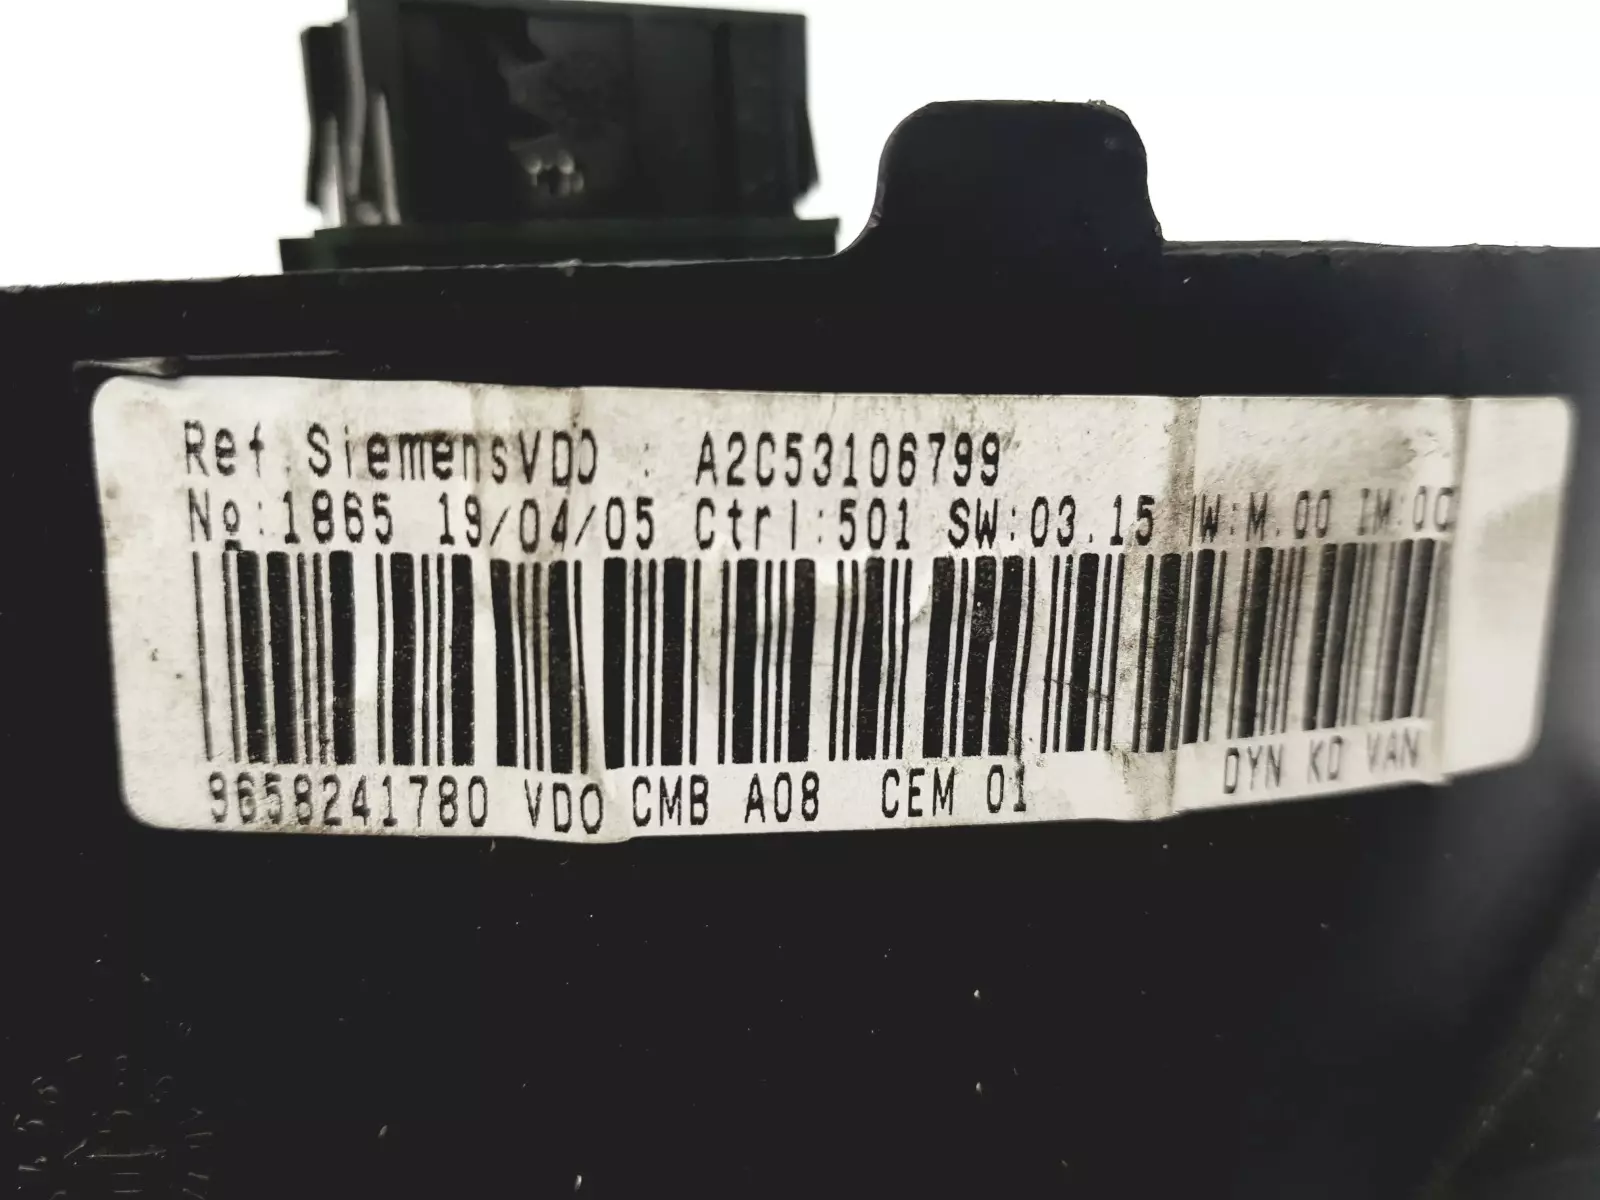 Ref SiemensVDO : A2C53106799
No:1865 19/04/05 Ctrl:501 SW:03.15 IW:M.00 IM:00
9658241780 VDO CMB A08 CEM 01 DYN KD VAN